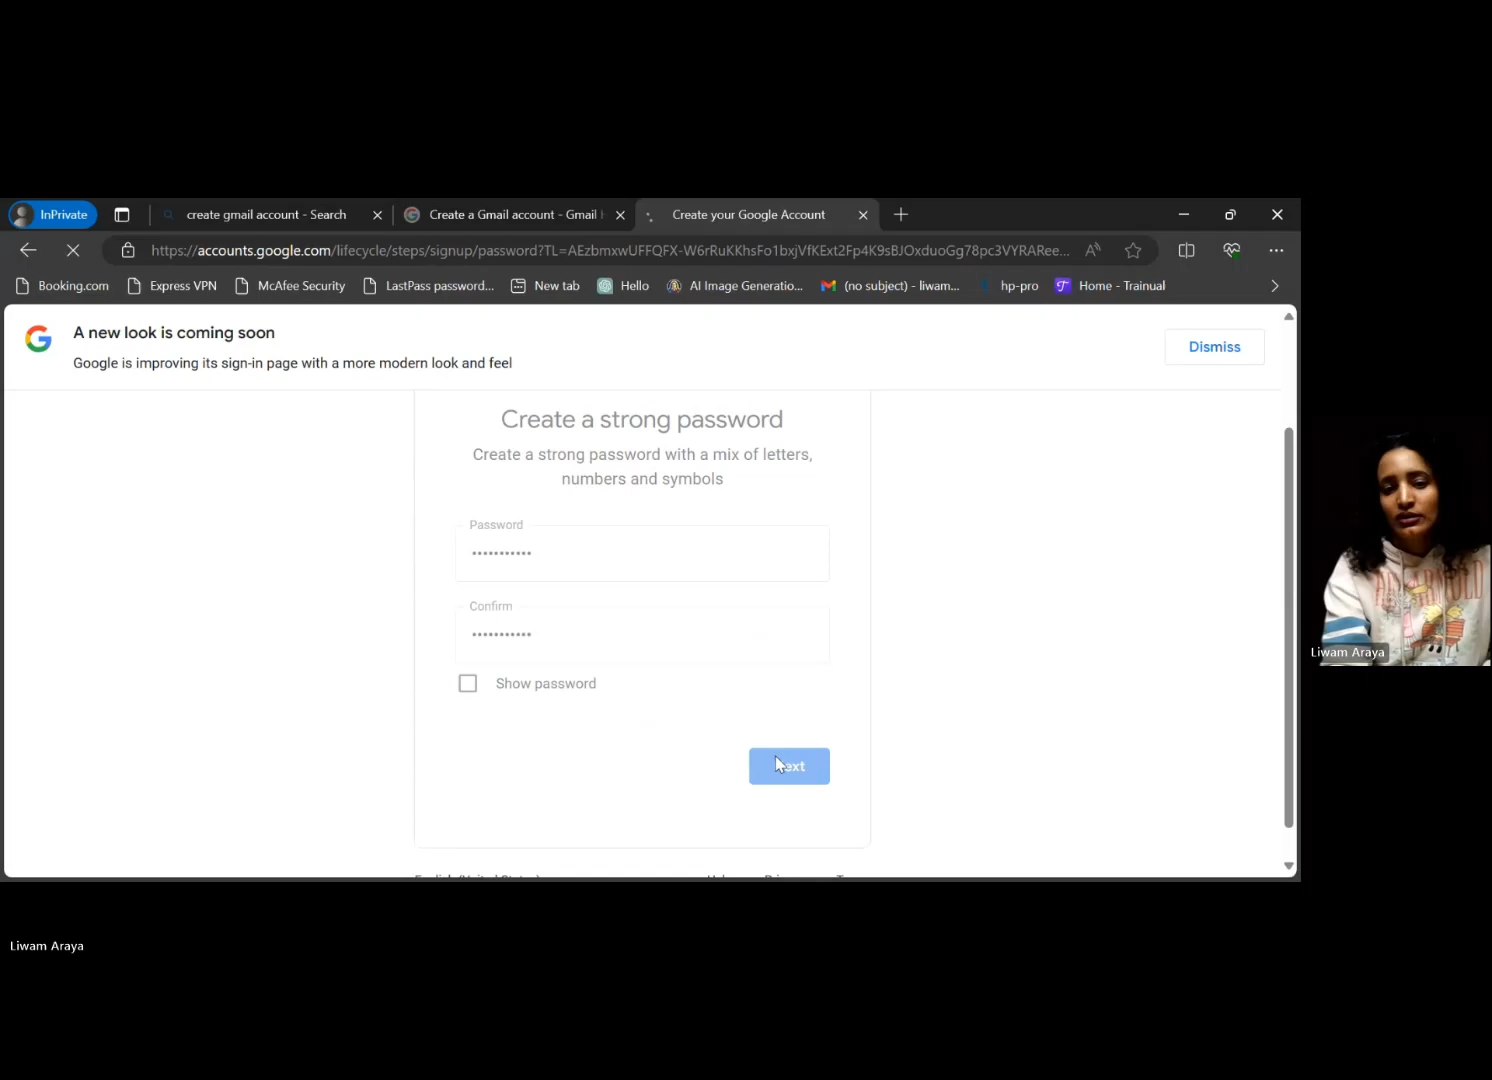 InPrivate
create gmail account - Search
Create a Gmail account - Gmail
Create your Google Account
https://accounts.google.com/lifecycle/steps/signup/password?TL=AEzbmxwUFFQFX-W6rRuKKhsFo1bxjVfKExt2Fp4K9sBJOxduoGg78pc3VYRARee...
Booking.com
Express VPN
McAfee Security
LastPass password...
New tab
Hello
AI Image Generatio...
(no subject) - liwam...
hp-pro
Home - Trainual
A new look is coming soon
Google is improving its sign-in page with a more modern look and feel
Dismiss
Create a strong password
Create a strong password with a mix of letters,
numbers and symbols
Password
•••••••••••
Confirm
•••••••••••
Show password
Liwam Araya
Liwam Araya